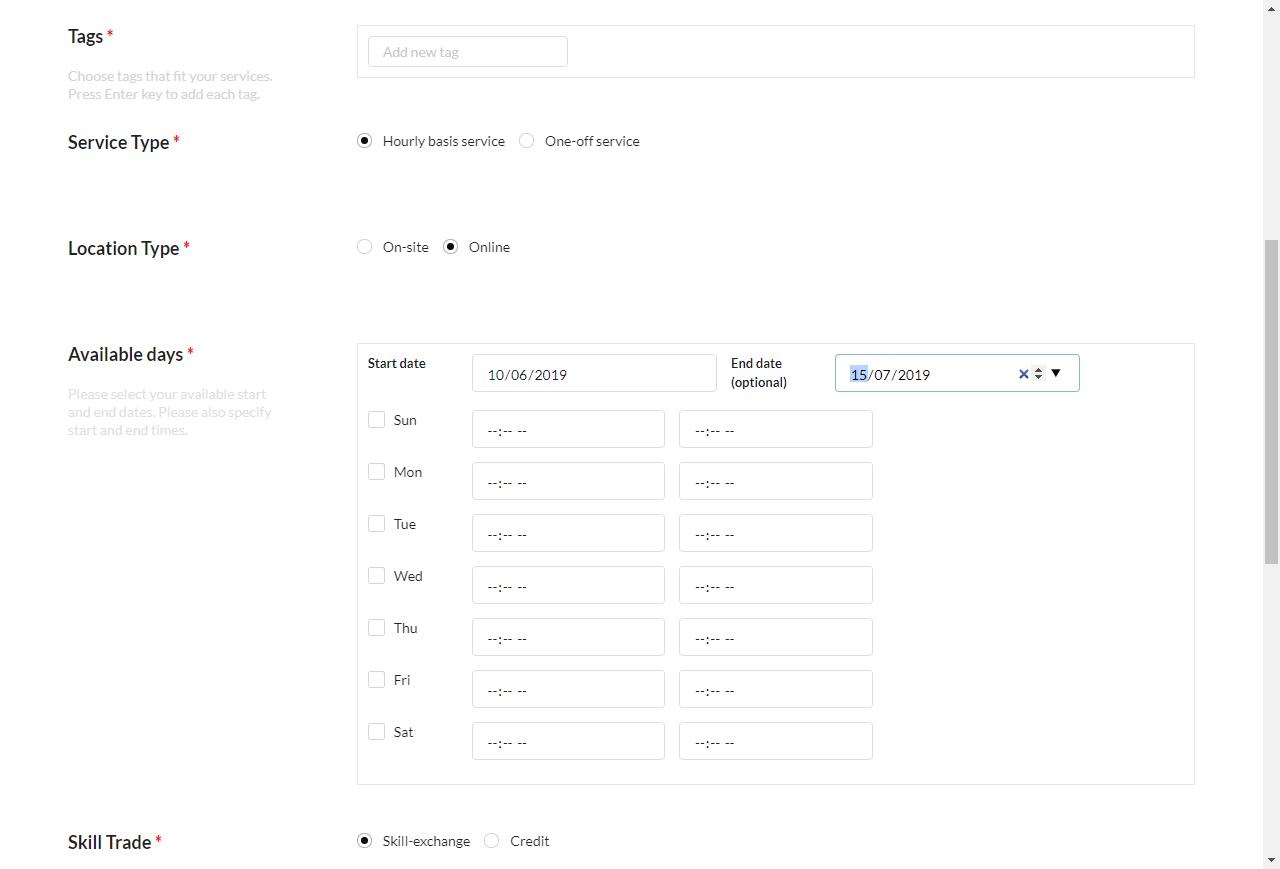 Tags *
Add new tag
Choose tags that fit your services.
Press Enter key to add each tag.
Service Type *
Hourly basis service One-off service
Location Type *
On-site Online
Available days *
Please select your available start
and end dates. Please also specify
start and end times.
Start date 10/06/2019 End date
(optional) 15/07/2019
Sun --:-- -- --:-- --
Mon --:-- -- --:-- --
Tue --:-- -- --:-- --
Wed --:-- -- --:-- --
Thu --:-- -- --:-- --
Fri --:-- -- --:-- --
Sat --:-- -- --:-- --
Skill Trade *
Skill-exchange Credit